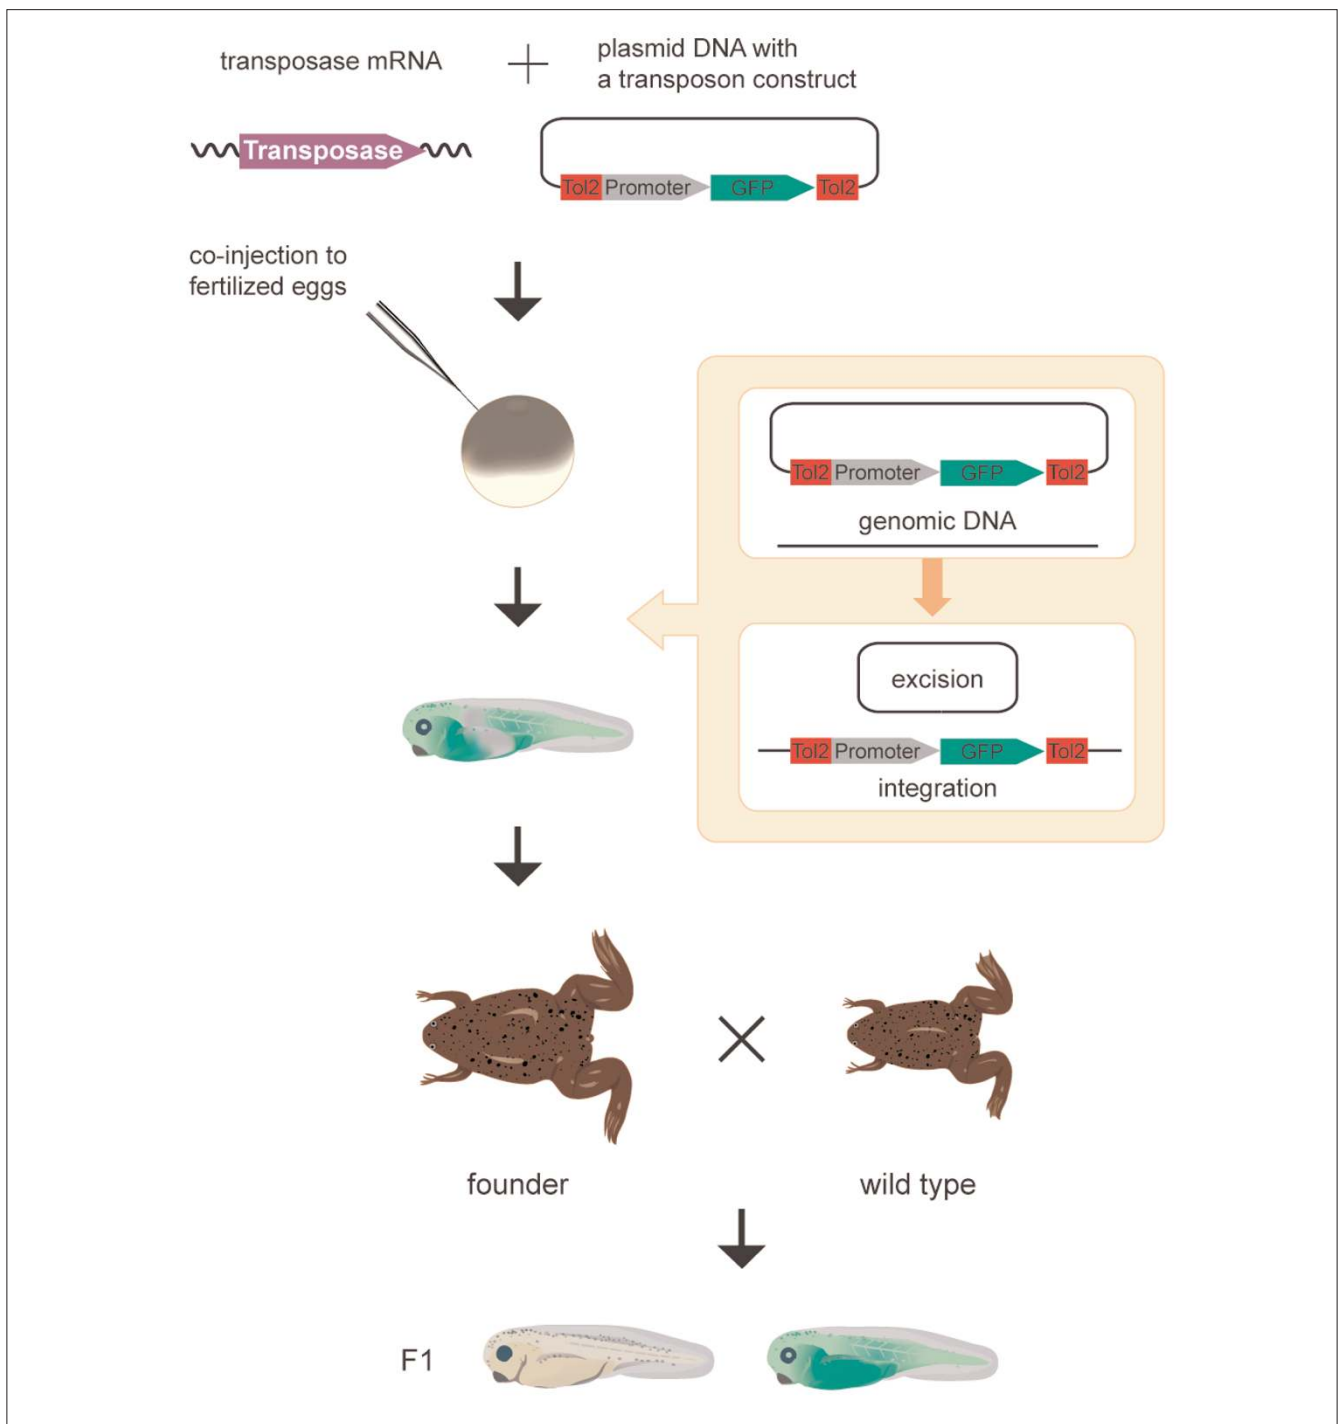 transposase mRNA
plasmid DNA with
a transposon construct
Transposase
Tol2 Promoter GFP Tol2
co-injection to
fertilized eggs
Tol2 Promoter GFP Tol2
genomic DNA
excision
Tol2 Promoter GFP Tol2
integration
founder
wild type
F1